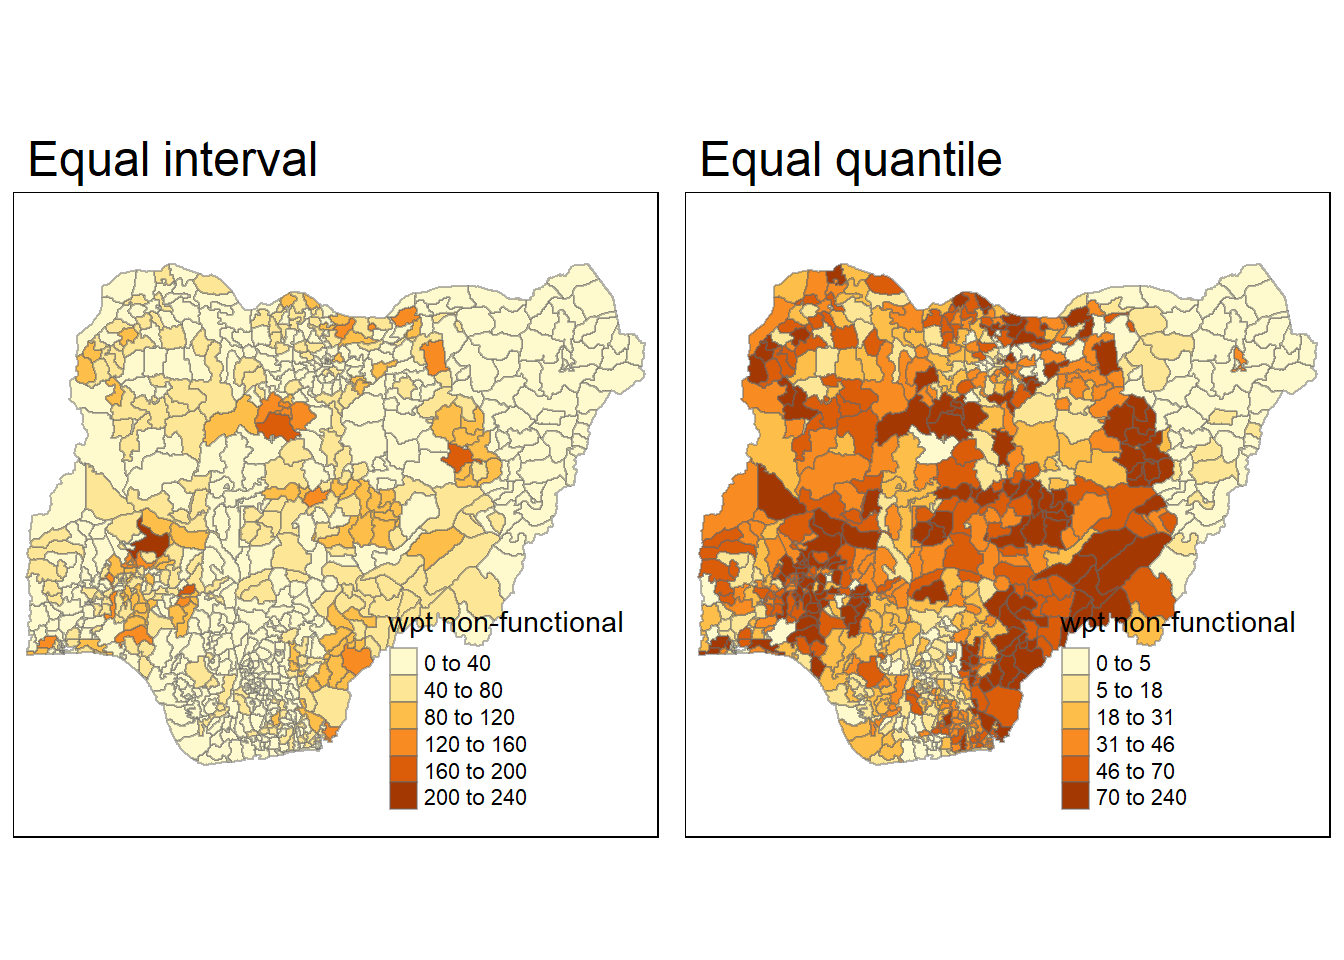 Equal interval
Equal quantile
wpt non-functional
0 to 40
40 to 80
80 to 120
120 to 160
160 to 200
200 to 240
wpt non-functional
0 to 5
5 to 18
18 to 31
31 to 46
46 to 70
70 to 240